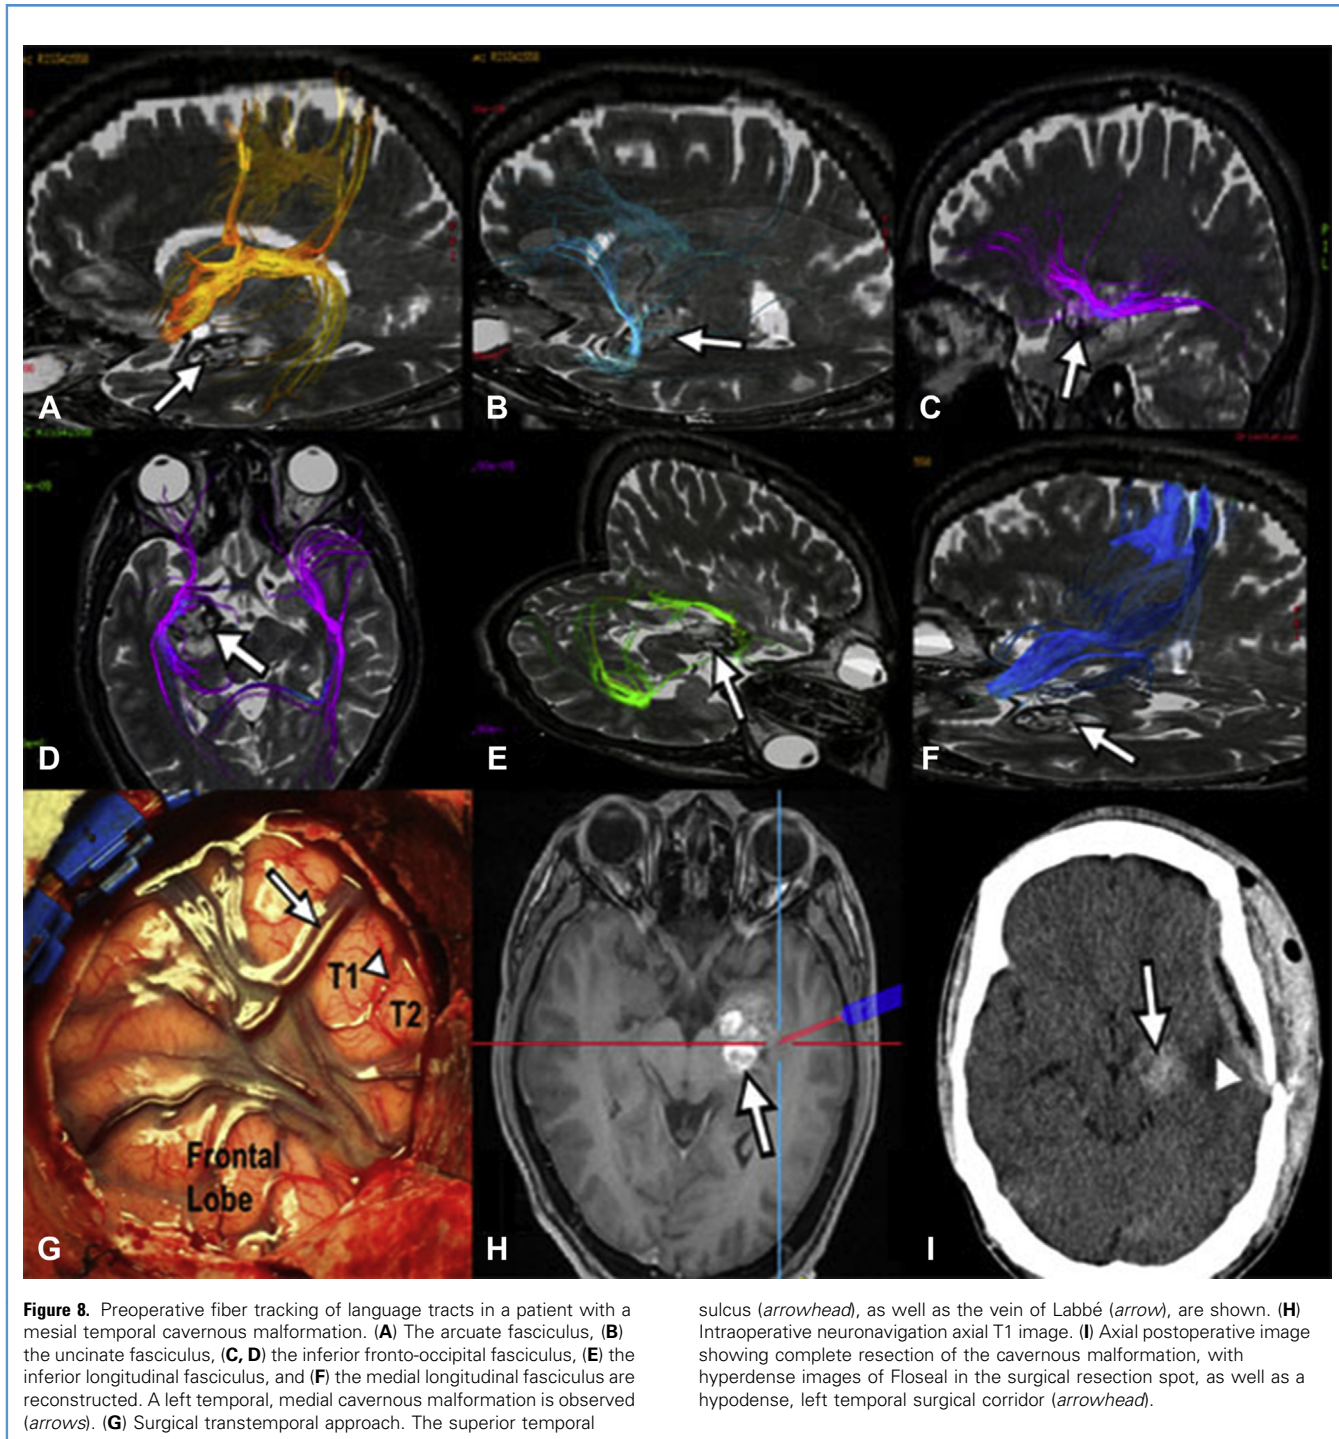 A
B
C
D
E
F
T1
T2
Frontal
Lobe
G
H
I
Figure 8. Preoperative fiber tracking of language tracts in a patient with a
mesial temporal cavernous malformation. (A) The arcuate fasciculus, (B)
the uncinate fasciculus, (C, D) the inferior fronto-occipital fasciculus, (E) the
inferior longitudinal fasciculus, and (F) the medial longitudinal fasciculus are
reconstructed. A left temporal, medial cavernous malformation is observed
(arrows). (G) Surgical transtemporal approach. The superior temporal
sulcus (arrowhead), as well as the vein of Labbé (arrow), are shown. (H)
Intraoperative neuronavigation axial T1 image. (I) Axial postoperative image
showing complete resection of the cavernous malformation, with
hyperdense images of Floseal in the surgical resection spot, as well as a
hypodense, left temporal surgical corridor (arrowhead).